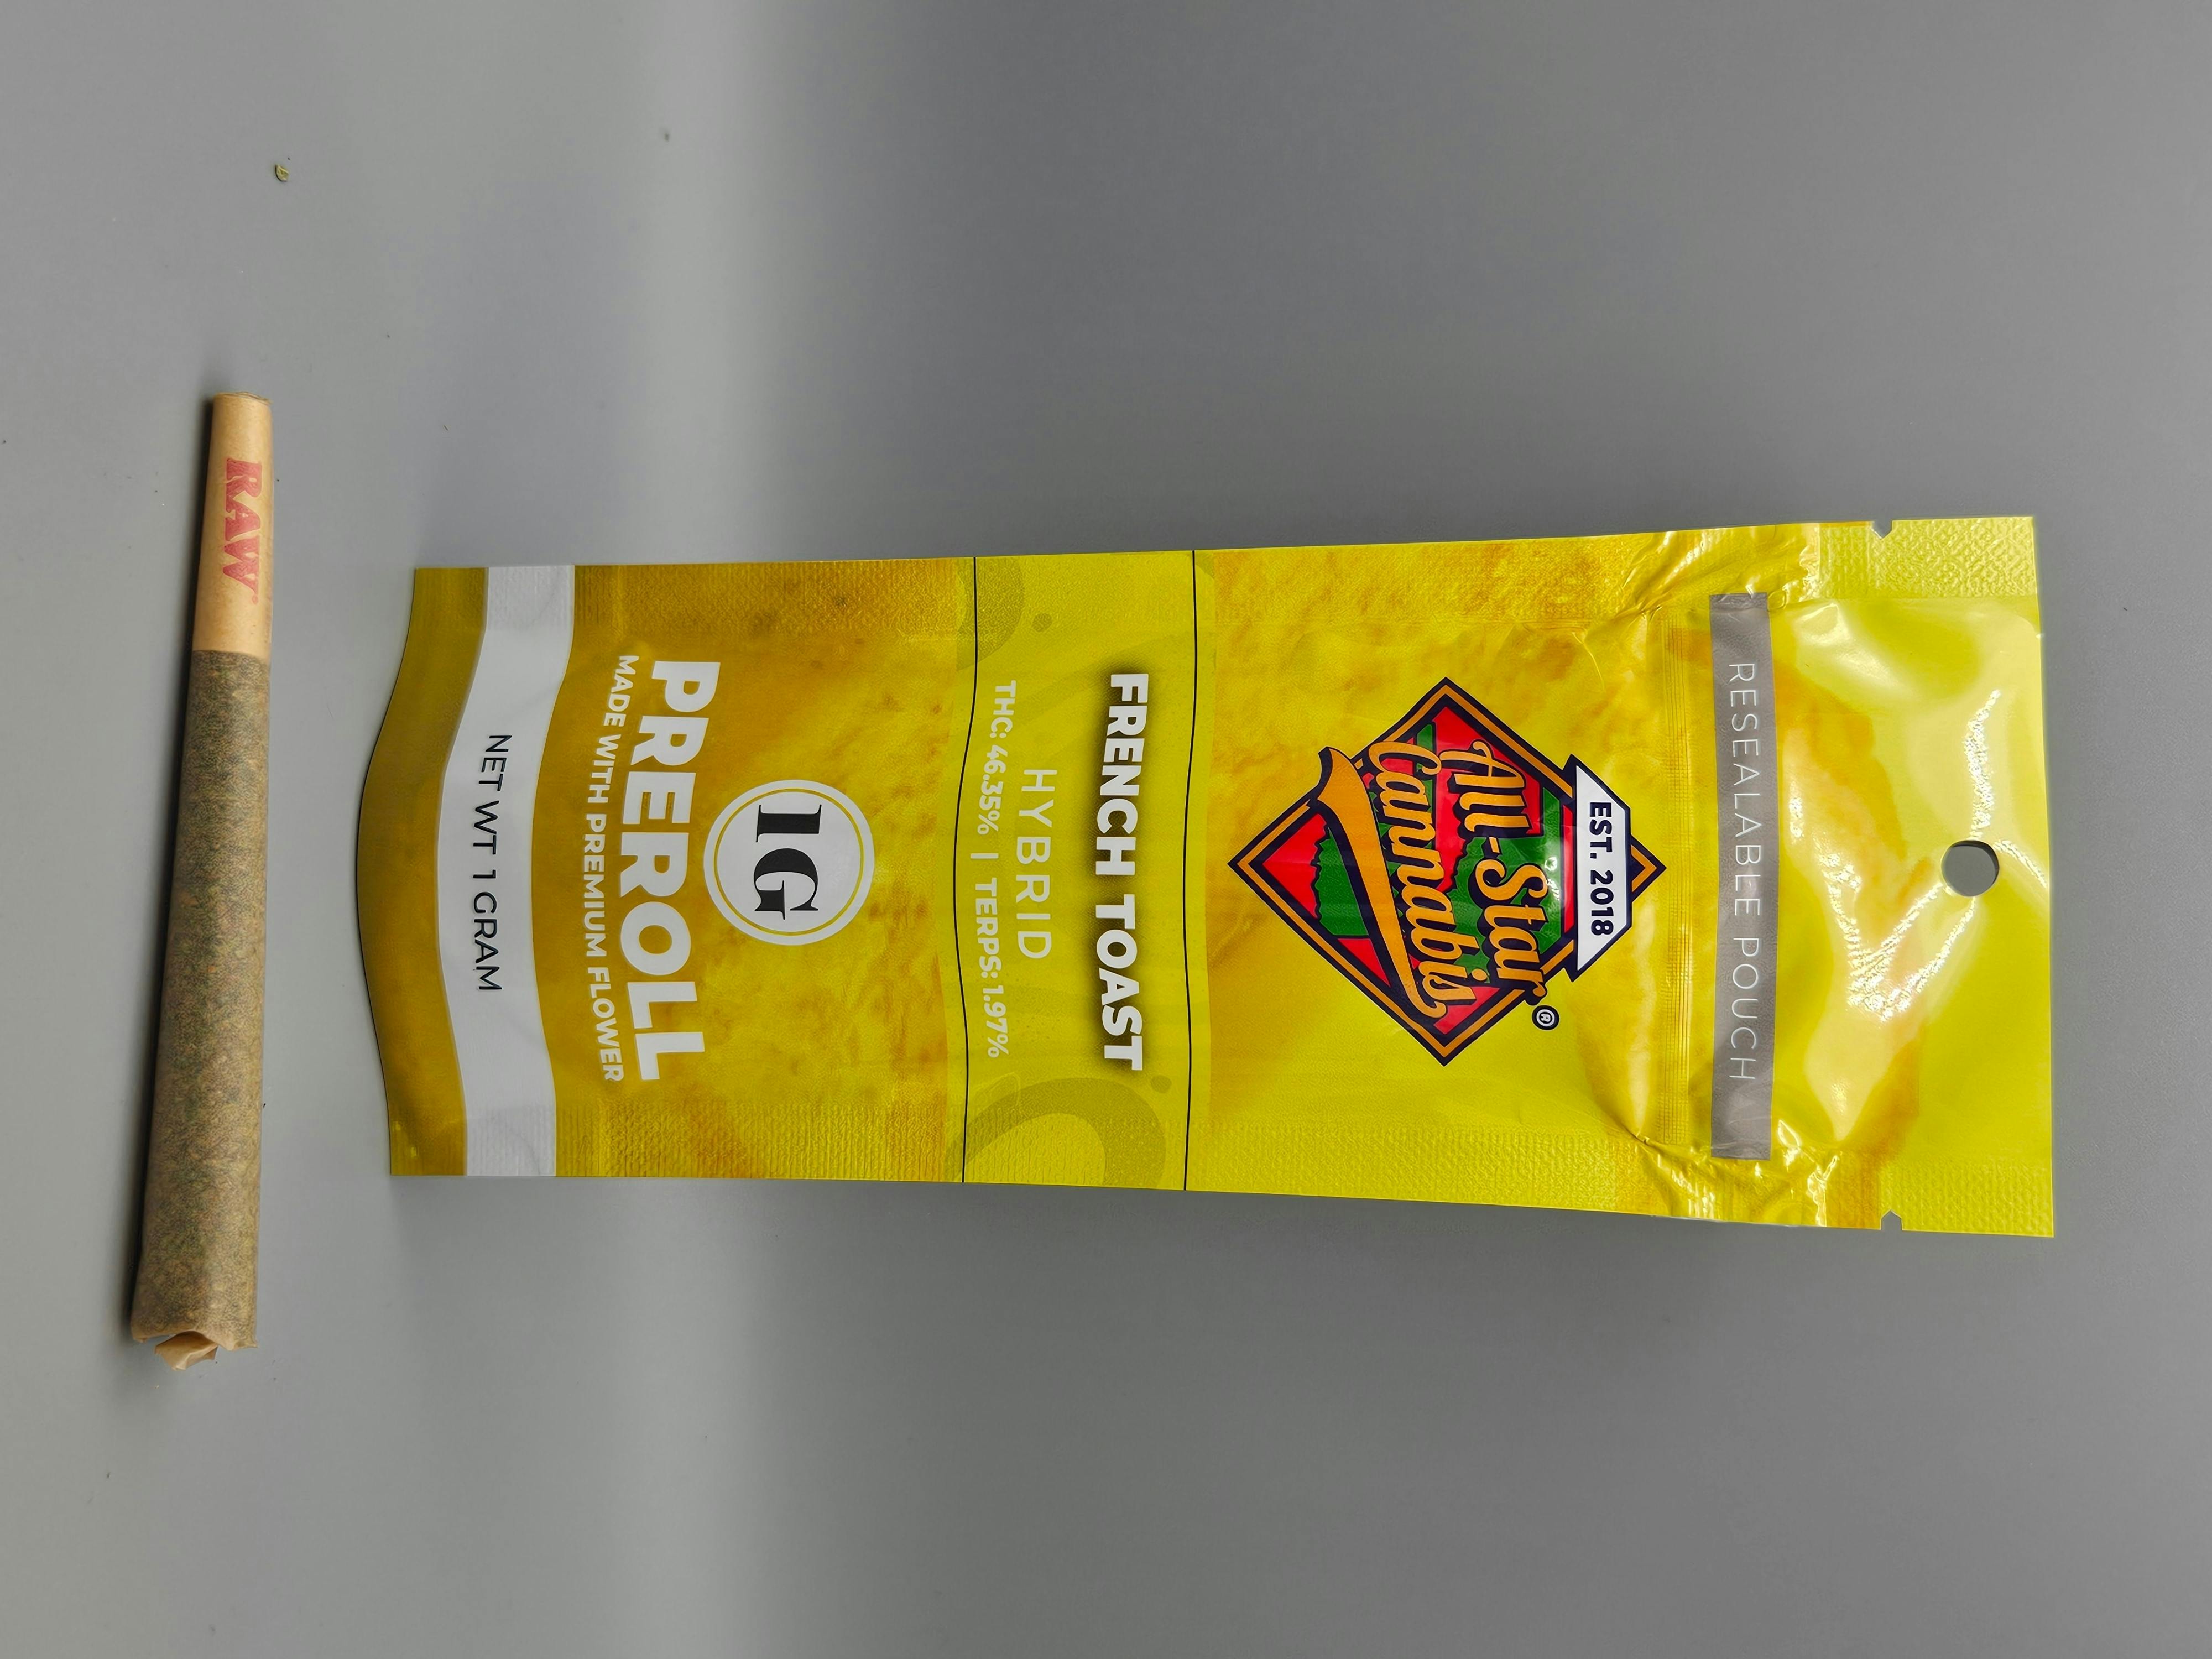 RESEALABLE POUCH
EST. 2018
All-Star
Cannabis®
FRENCH TOAST
HYBRID
THC: 46.35% | TERPS: 1.97%
1G
PREROLL
MADE WITH PREMIUM FLOWER
NET WT 1 GRAM
RAW